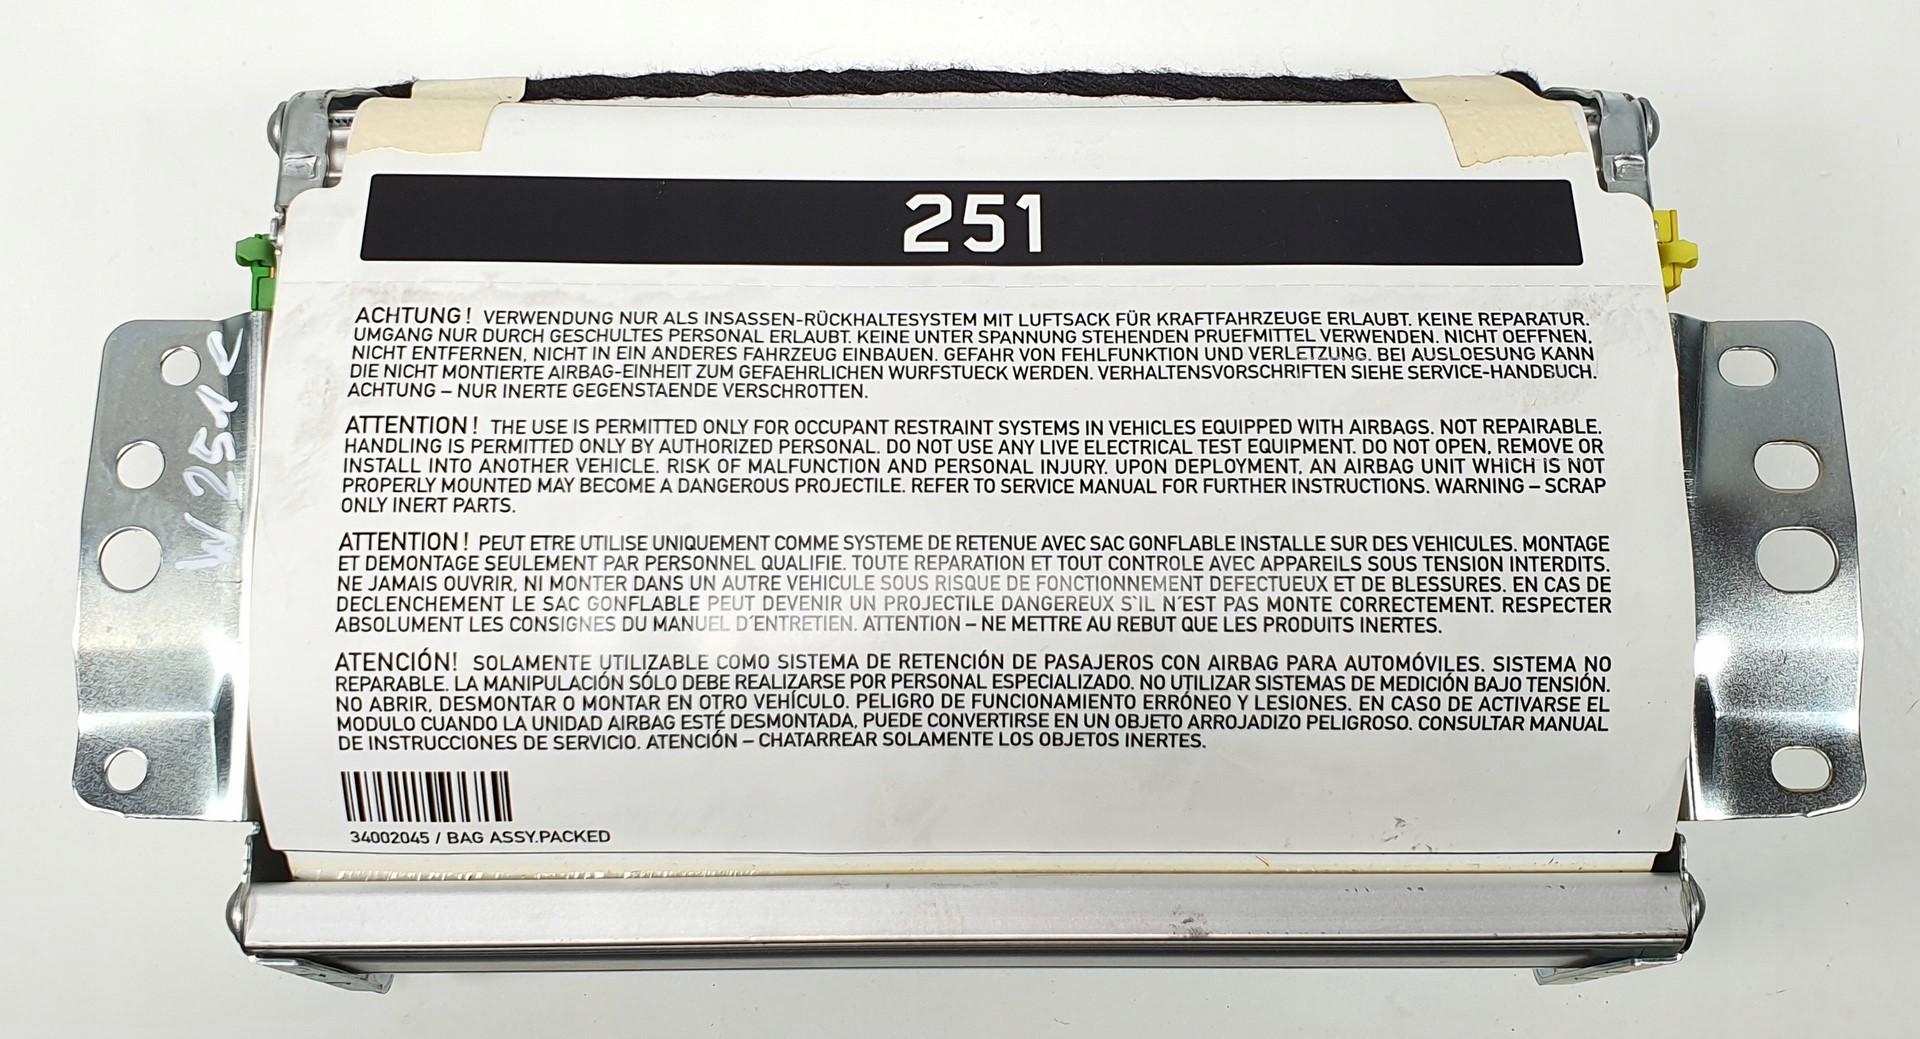 251
ACHTUNG! VERWENDUNG NUR ALS INSASSEN-RÜCKHALTESYSTEM MIT LUFTSACK FÜR KRAFTFAHRZEUGE ERLAUBT. KEINE REPARATUR.
UMGANG NUR DURCH GESCHULTES PERSONAL ERLAUBT. KEINE UNTER SPANNUNG STEHENDEN PRUEFMITTEL VERWENDEN. NICHT OEFFNEN,
NICHT ENTFERNEN, NICHT IN EIN ANDERES FAHRZEUG EINBAUEN. GEFAHR VON FEHLFUNKTION UND VERLETZUNG. BEI AUSLOESUNG KANN
DIE NICHT MONTIERTE AIRBAG-EINHEIT ZUM GEFAEHRLICHEN WURFSTUECK WERDEN. VERHALTENSVORSCHRIFTEN SIEHE SERVICE-HANDBUCH.
ACHTUNG – NUR INERTE GEGENSTAENDE VERSCHROTTEN.
ATTENTION! THE USE IS PERMITTED ONLY FOR OCCUPANT RESTRAINT SYSTEMS IN VEHICLES EQUIPPED WITH AIRBAGS. NOT REPAIRABLE.
HANDLING IS PERMITTED ONLY BY AUTHORIZED PERSONAL. DO NOT USE ANY LIVE ELECTRICAL TEST EQUIPMENT. DO NOT OPEN, REMOVE OR
INSTALL INTO ANOTHER VEHICLE. RISK OF MALFUNCTION AND PERSONAL INJURY. UPON DEPLOYMENT, AN AIRBAG UNIT WHICH IS NOT
PROPERLY MOUNTED MAY BECOME A DANGEROUS PROJECTILE. REFER TO SERVICE MANUAL FOR FURTHER INSTRUCTIONS. WARNING – SCRAP
ONLY INERT PARTS.
ATTENTION! PEUT ETRE UTILISE UNIQUEMENT COMME SYSTEME DE RETENUE AVEC SAC GONFLABLE INSTALLE SUR DES VEHICULES. MONTAGE
ET DEMONTAGE SEULEMENT PAR PERSONNEL QUALIFIE. TOUTE REPARATION ET TOUT CONTROLE AVEC APPAREILS SOUS TENSION INTERDITS.
NE JAMAIS OUVRIR, NI MONTER DANS UN AUTRE VEHICULE SOUS RISQUE DE FONCTIONNEMENT DEFECTUEUX ET DE BLESSURES. EN CAS DE
DECLENCHEMENT LE SAC GONFLABLE PEUT DEVENIR UN PROJECTILE DANGEREUX S'IL N'EST PAS MONTE CORRECTEMENT. RESPECTER
ABSOLUMENT LES CONSIGNES DU MANUEL D'ENTRETIEN. ATTENTION – NE METTRE AU REBUT QUE LES PRODUITS INERTES.
ATENCIÓN! SOLAMENTE UTILIZABLE COMO SISTEMA DE RETENCIÓN DE PASAJEROS CON AIRBAG PARA AUTOMÓVILES. SISTEMA NO
REPARABLE. LA MANIPULACIÓN SÓLO DEBE REALIZARSE POR PERSONAL ESPECIALIZADO. NO UTILIZAR SISTEMAS DE MEDICIÓN BAJO TENSIÓN.
NO ABRIR, DESMONTAR O MONTAR EN OTRO VEHÍCULO. PELIGRO DE FUNCIONAMIENTO ERRÓNEO Y LESIONES. EN CASO DE ACTIVARSE EL
MODULO CUANDO LA UNIDAD AIRBAG ESTÉ DESMONTADA, PUEDE CONVERTIRSE EN UN OBJETO ARROJADIZO PELIGROSO. CONSULTAR MANUAL
DE INSTRUCCIONES DE SERVICIO. ATENCIÓN – CHATARREAR SOLAMENTE LOS OBJETOS INERTES.
34002045 / BAG ASSY.PACKED
W 251